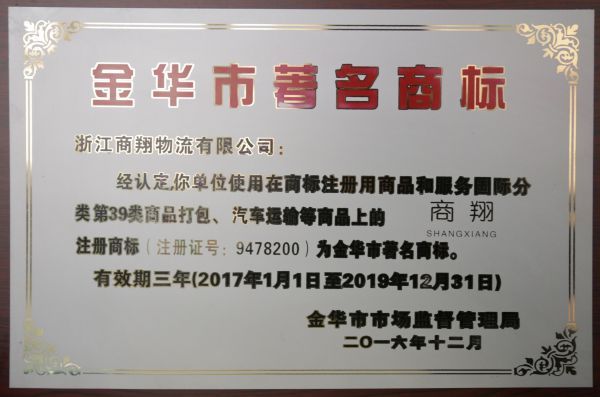 金华市著名商标
浙江商翔物流有限公司：
经认定,你单位使用在商标注册用商品和服务国际分
类第39类商品打包、汽车运输等商品上的 商翔
SHANGXIANG
注册商标（注册证号：9478200）为金华市著名商标。
有效期三年(2017年1月1日至2019年12月31日)
金华市市场监督管理局
二〇一六年十二月